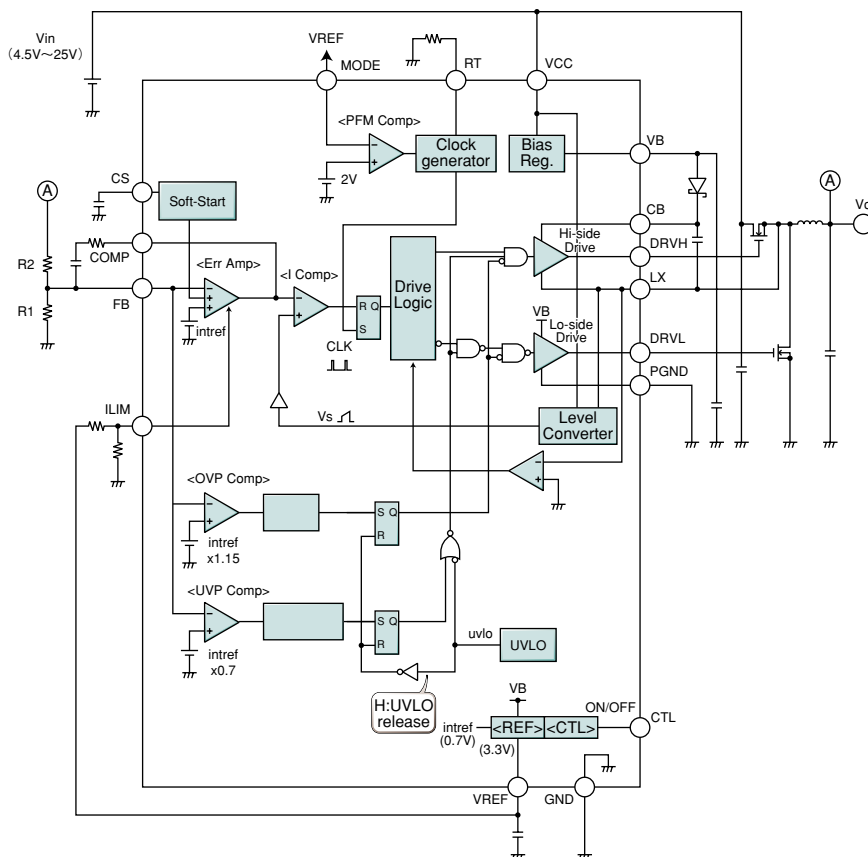 Vin
(4.5V～25V)
VREF
MODE
RT
VCC
<PFM Comp>
2V
Clock
generator
Bias
Reg.
VB
A
CS
Soft-Start
A
Vo
CB
Hi-side
Drive
DRVH
R2
COMP
<Err Amp>
<I Comp>
LX
R1
FB
intref
R Q
S
Drive
Logic
VB
Lo-side
Drive
DRVL
CLK
PGND
ILIM
Vs
Level
Converter
<OVP Comp>
intref
x1.15
S Q
R
<UVP Comp>
intref
x0.7
S Q
R
uvlo
UVLO
H:UVLO
release
VB
ON/OFF
CTL
intref
(0.7V)
<REF>
<CTL>
(3.3V)
VREF
GND